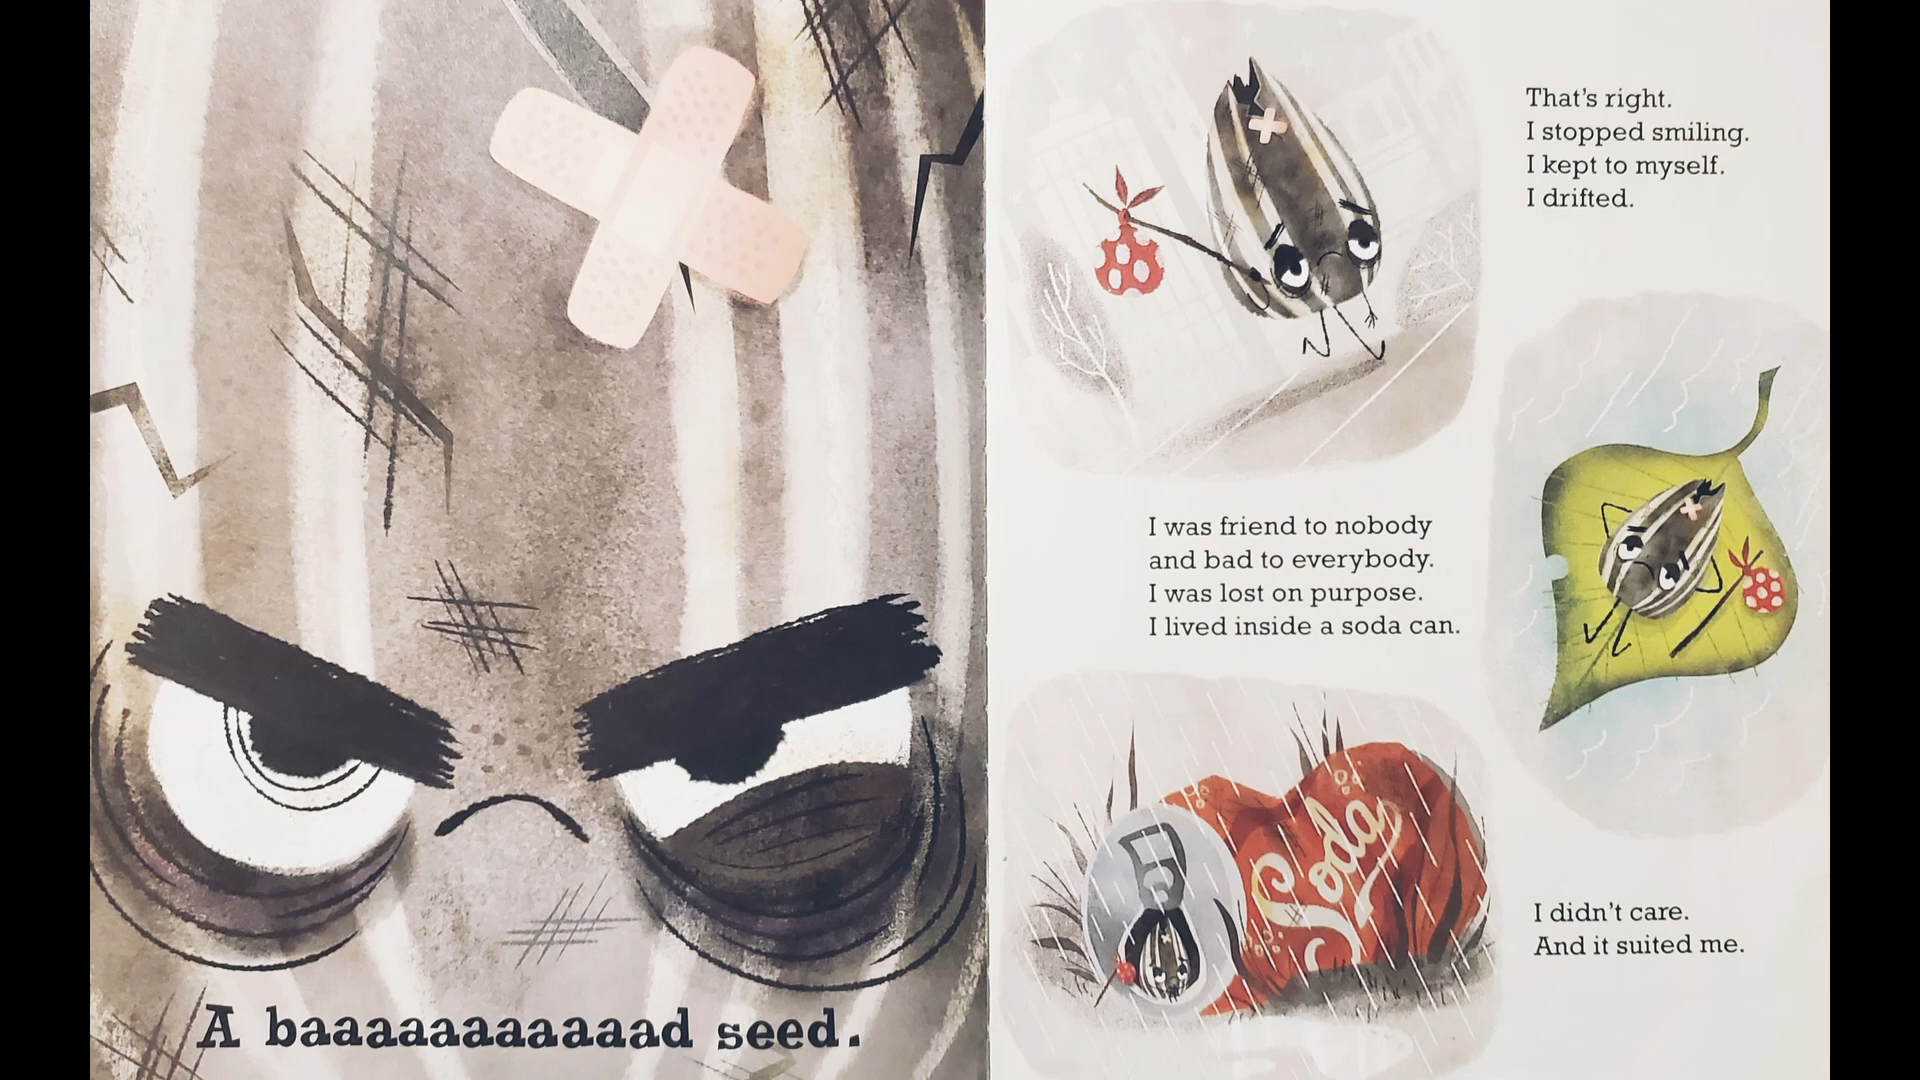 A baaaaaaaaaaaad seed.
That's right.
I stopped smiling.
I kept to myself.
I drifted.
I was friend to nobody
and bad to everybody.
I was lost on purpose.
I lived inside a soda can.
Soda
I didn't care.
And it suited me.